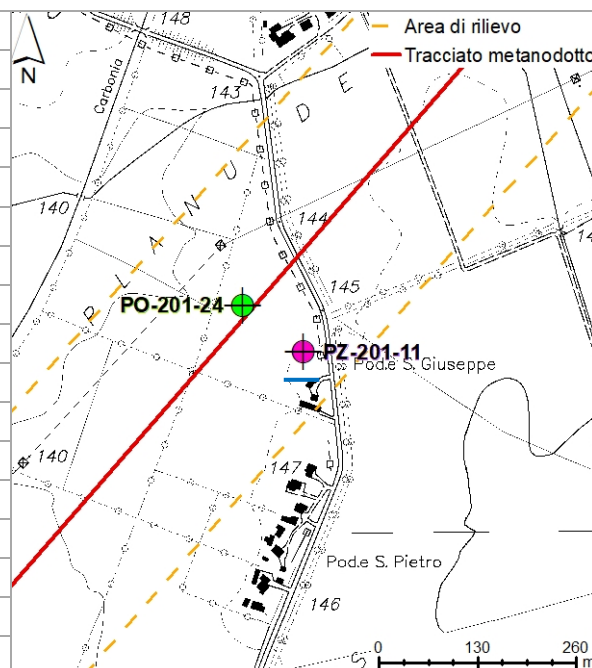 148
Area di rilievo
Tracciato metanodotto
N
143
Carbonia
D E
140
P L A N U
144
145
PO-201-24
PZ-201-11
Pod.e S. Giuseppe
140
147
Pod.e S. Pietro
146
S
0 130 260
m